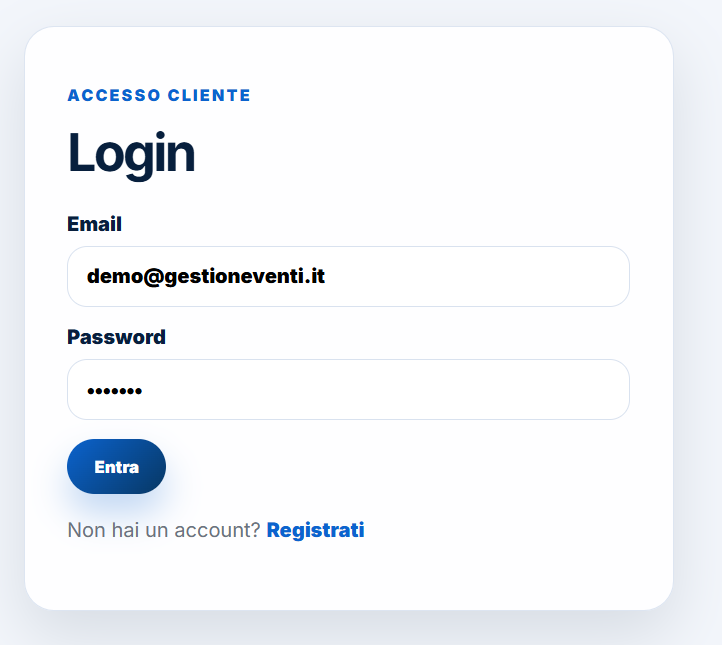 ACCESSO CLIENTE
Login
Email
demo@gestioneventi.it
Password
•••••••
Entra
Non hai un account? Registrati